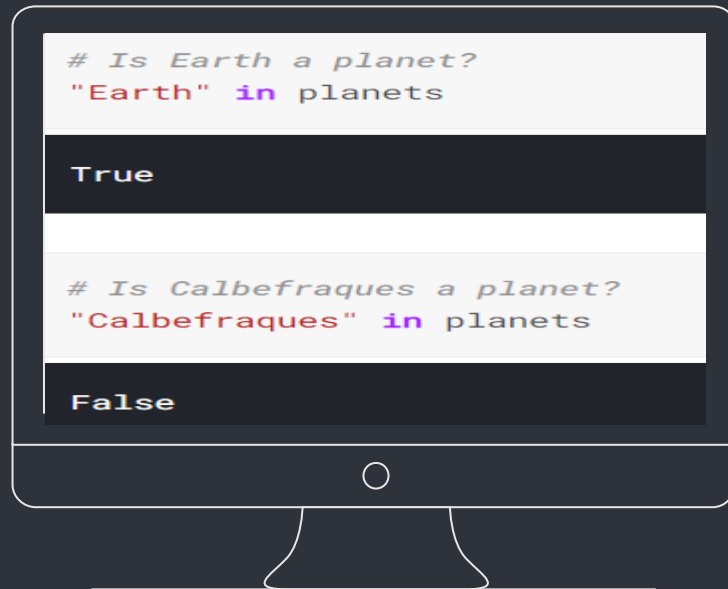 # Is Earth a planet?
"Earth" in planets
True
# Is Calbefraques a planet?
"Calbefraques" in planets
False